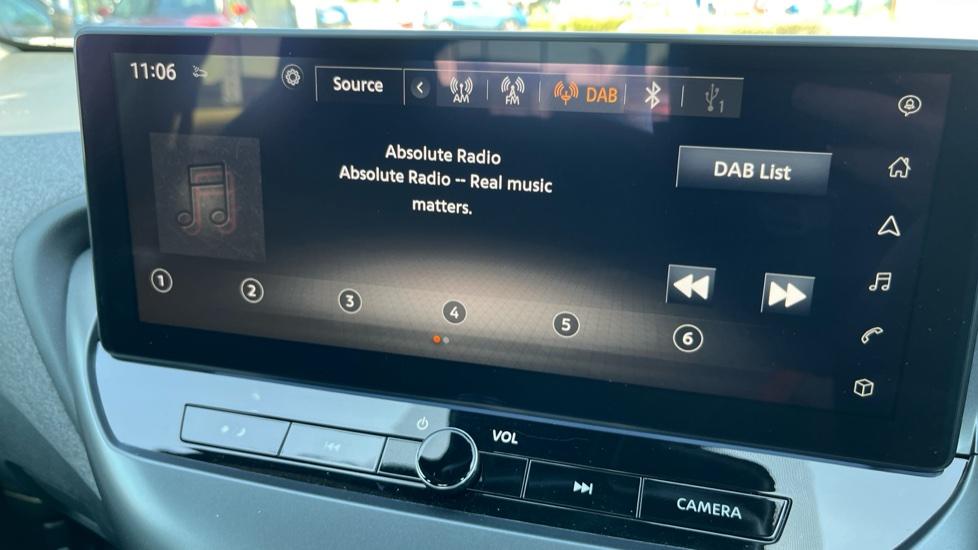 11:06
Source
AM
FM
DAB
1
Absolute Radio
Absolute Radio -- Real music
matters.
DAB List
1
2
3
4
5
6
VOL
CAMERA